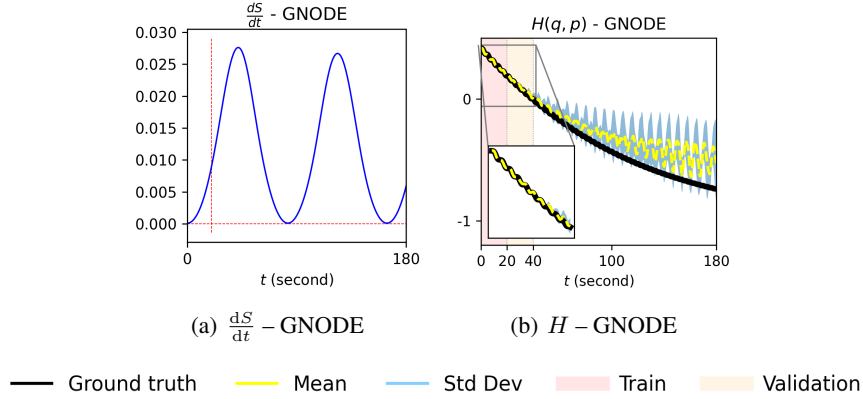 dS/dt - GNODE
0.030
0.025
0.020
0.015
0.010
0.005
0.000
0
180
t (second)
H(q, p) - GNODE
0
-1
0
20
40
100
180
t (second)
(a) dS/dt – GNODE
(b) H – GNODE
Ground truth
Mean
Std Dev
Train
Validation